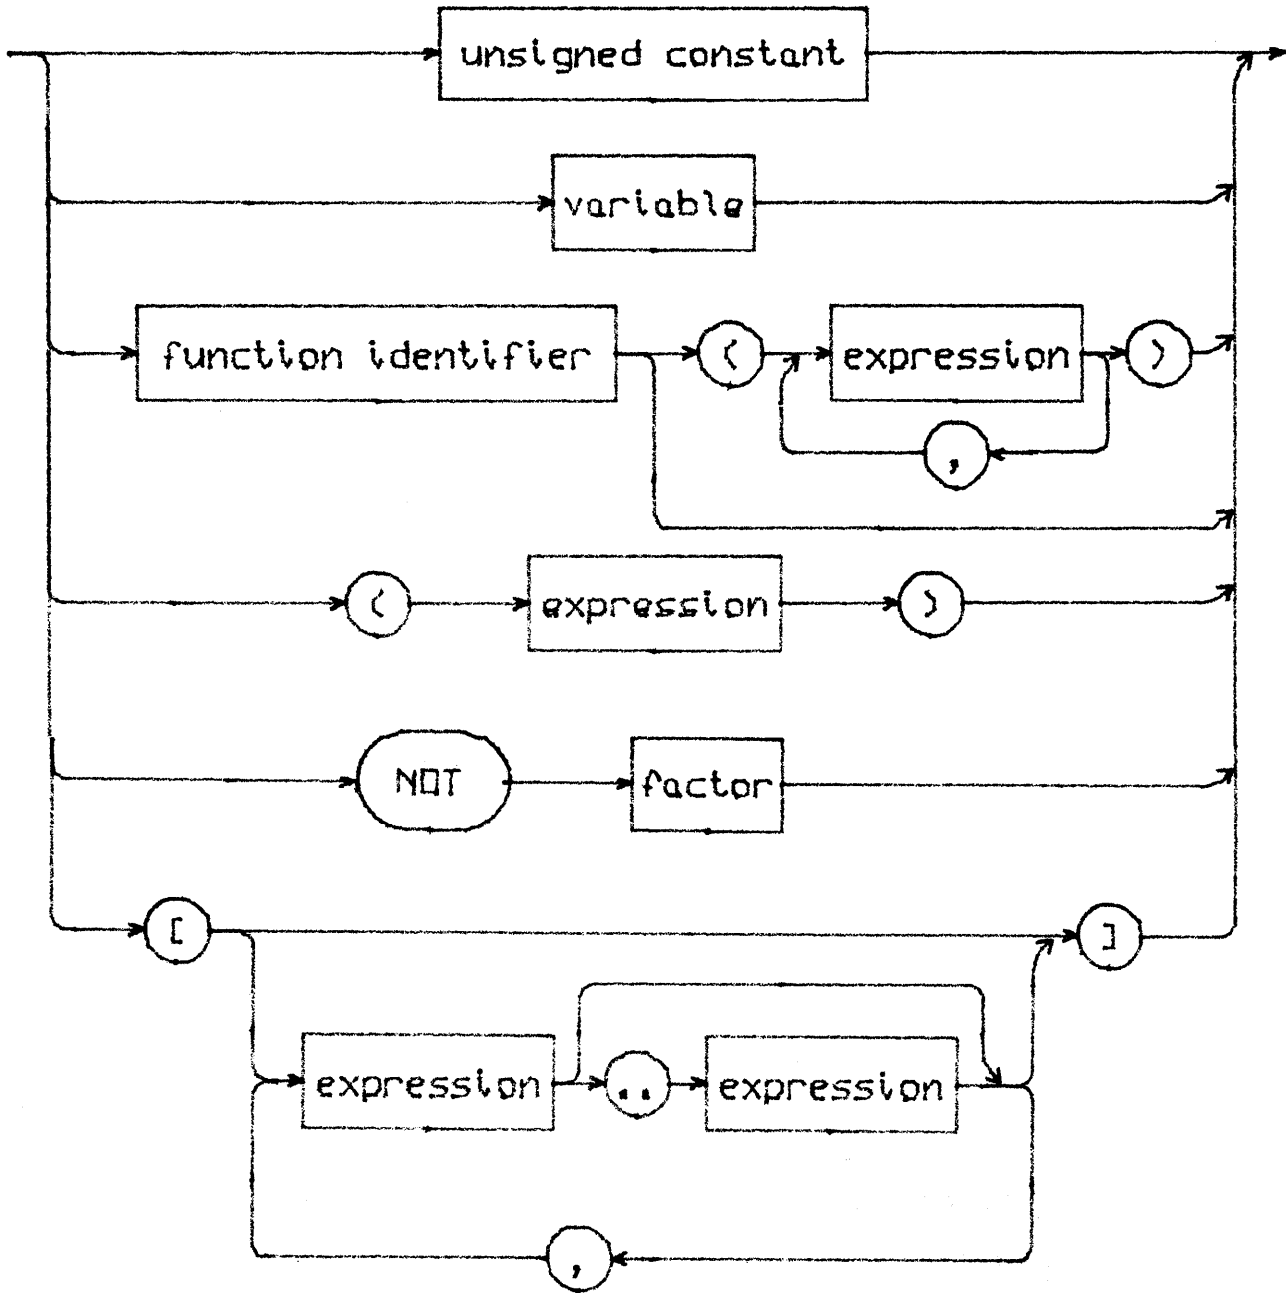 unsigned constant
variable
function identifier ( expression )
,
( expression )
NOT factor
[ ]
expression .. expression
,